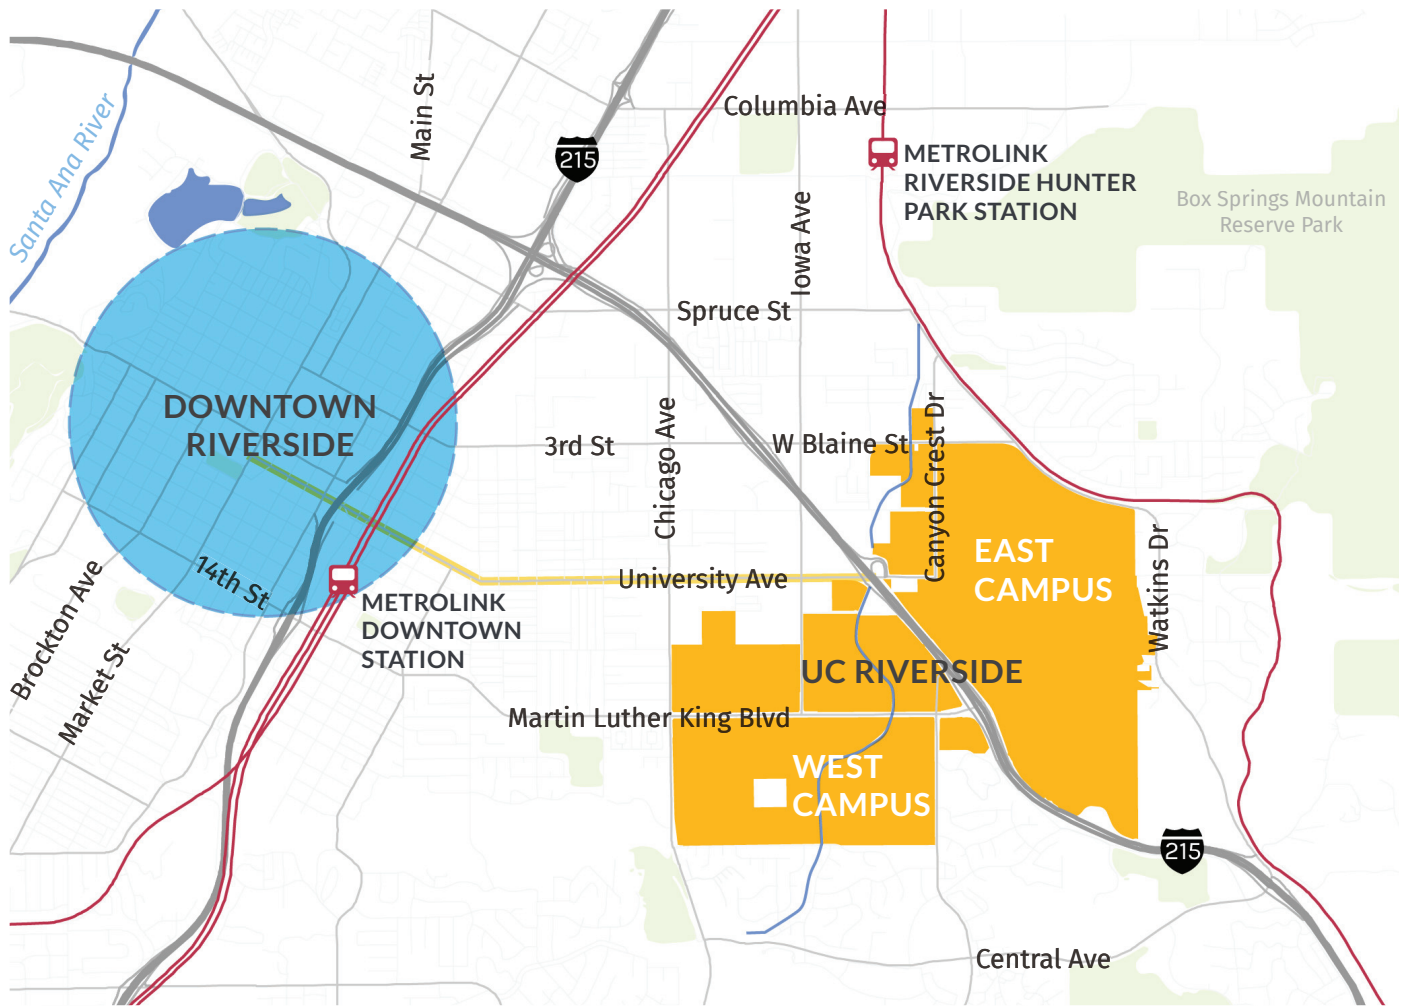 Columbia Ave
Main St
215
Santa Ana River
METROLINK
RIVERSIDE HUNTER
PARK STATION
Box Springs Mountain
Reserve Park
Iowa Ave
Spruce St
DOWNTOWN
RIVERSIDE
3rd St
Chicago Ave
W Blaine St
Canyon Crest Dr
EAST
CAMPUS
Watkins Dr
14th St
University Ave
METROLINK
DOWNTOWN
STATION
Brockton Ave
Market St
UC RIVERSIDE
Martin Luther King Blvd
WEST
CAMPUS
215
Central Ave